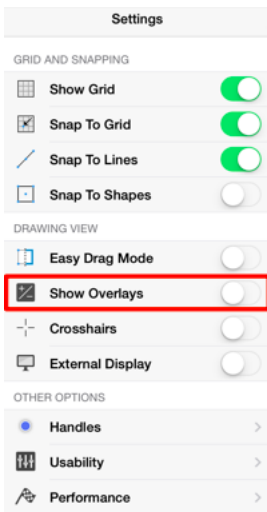 Settings
GRID AND SNAPPING
Show Grid
Snap To Grid
Snap To Lines
Snap To Shapes
DRAWING VIEW
Easy Drag Mode
Show Overlays
Crosshairs
External Display
OTHER OPTIONS
Handles
Usability
Performance